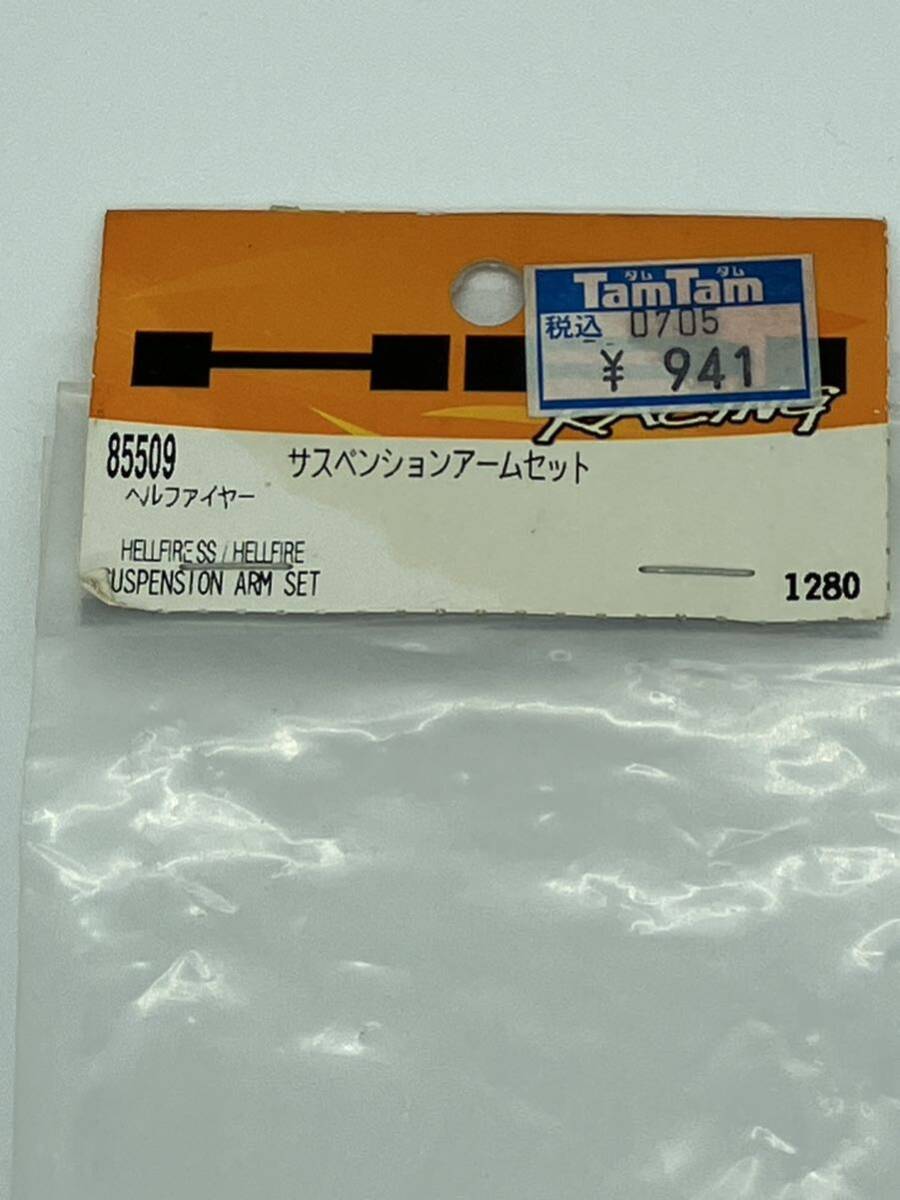 タム タム
TamTam
税込 0705
¥ 941
RACING
85509 サスペンションアームセット
ヘルファイヤー
HELLFIRE SS / HELLFIRE
USPENSION ARM SET
1280